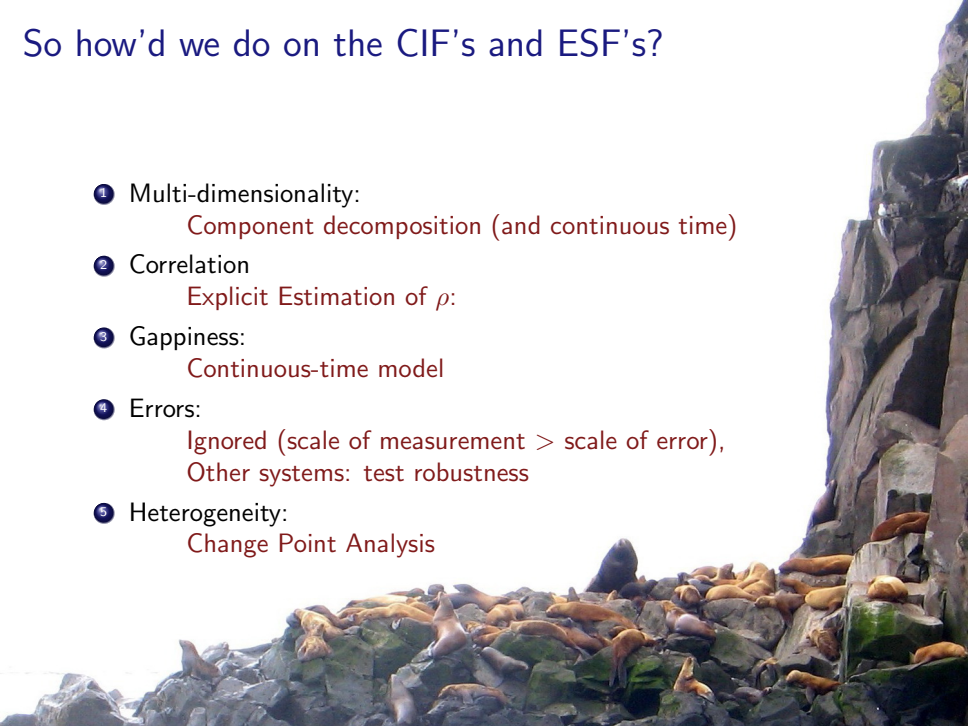 So how'd we do on the CIF's and ESF's?
1 Multi-dimensionality:
Component decomposition (and continuous time)
2 Correlation
Explicit Estimation of ρ:
3 Gappiness:
Continuous-time model
4 Errors:
Ignored (scale of measurement > scale of error),
Other systems: test robustness
5 Heterogeneity:
Change Point Analysis